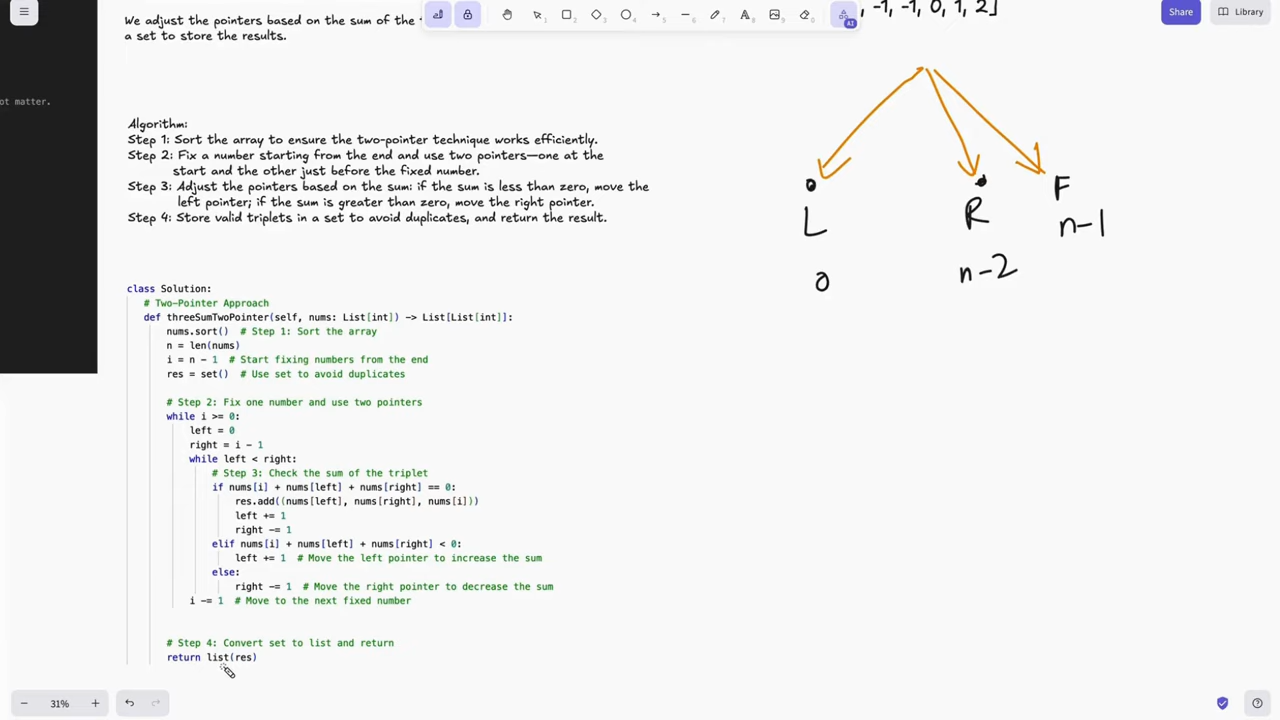 We adjust the pointers based on the sum of the
a set to store the results.
, -1, -1, 0, 1, 2]
Share
Library
ot matter.
Algorithm:
Step 1: Sort the array to ensure the two-pointer technique works efficiently.
Step 2: Fix a number starting from the end and use two pointers—one at the
start and the other just before the fixed number.
Step 3: Adjust the pointers based on the sum: if the sum is less than zero, move the
left pointer; if the sum is greater than zero, move the right pointer.
Step 4: Store valid triplets in a set to avoid duplicates, and return the result.
L
R
F
n-1
0
n-2
class Solution:
# Two-Pointer Approach
def threeSumTwoPointer(self, nums: List[int]) -> List[List[int]]:
nums.sort()  # Step 1: Sort the array
n = len(nums)
i = n - 1  # Start fixing numbers from the end
res = set()  # Use set to avoid duplicates
# Step 2: Fix one number and use two pointers
while i >= 0:
left = 0
right = i - 1
while left < right:
# Step 3: Check the sum of the triplet
if nums[i] + nums[left] + nums[right] == 0:
res.add((nums[left], nums[right], nums[i]))
left += 1
right -= 1
elif nums[i] + nums[left] + nums[right] < 0:
left += 1  # Move the left pointer to increase the sum
else:
right -= 1  # Move the right pointer to decrease the sum
i -= 1  # Move to the next fixed number
# Step 4: Convert set to list and return
return list(res)
61%